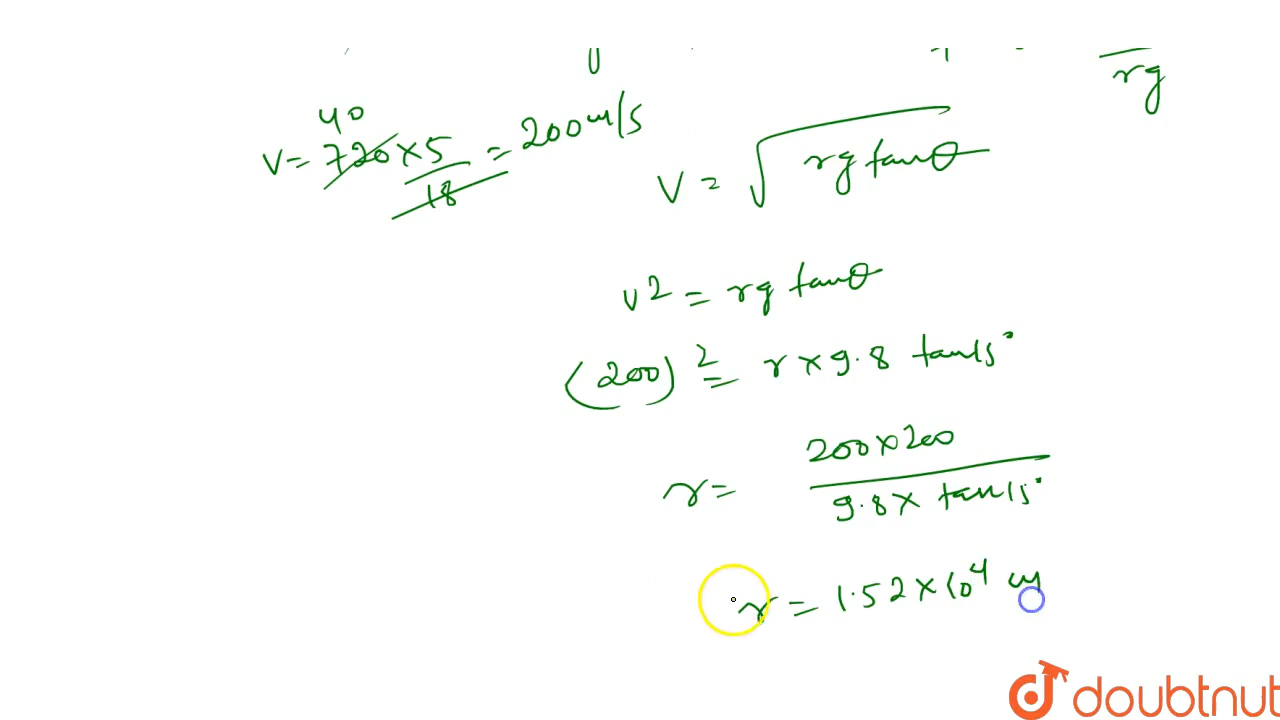 rg
40
V = 720 × 5 / 18 = 200 m/s
V = √ rg tanθ
v² = rg tanθ
(200)² = r × 9.8 tan15°
r = 200×200 / 9.8 × tan15°
r = 1.52 × 10⁴ m
doubtnut